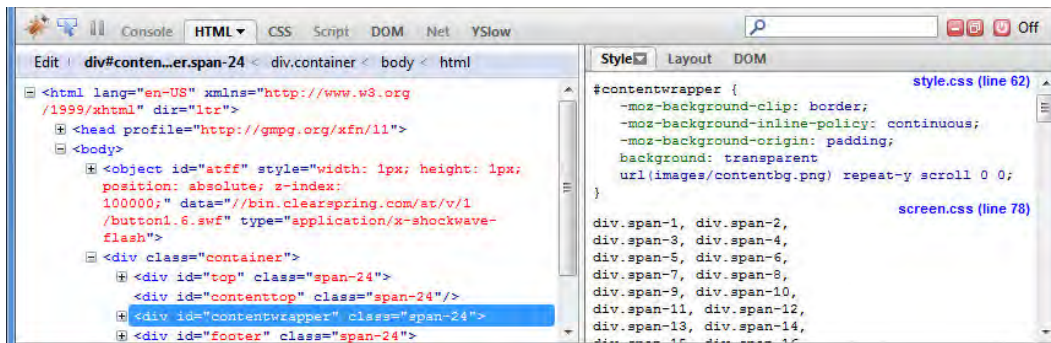 Console HTML CSS Script DOM Net YSlow Off
Edit div#conten...er.span-24 < div.container < body < html
<html lang="en-US" xmlns="http://www.w3.org
/1999/xhtml" dir="ltr">
<head profile="http://gmpg.org/xfn/11">
<body>
<object id="atff" style="width: 1px; height: 1px;
position: absolute; z-index:
100000;" data="//bin.clearspring.com/at/v/1
/button1.6.swf" type="application/x-shockwave-
flash">
<div class="container">
<div id="top" class="span-24">
<div id="contenttop" class="span-24"/>
<div id="contentwrapper" class="span-24">
<div id="footer" class="span-24">
Style Layout DOM
style.css (line 62)
#contentwrapper {
-moz-background-clip: border;
-moz-background-inline-policy: continuous;
-moz-background-origin: padding;
background: transparent
url(images/contentbg.png) repeat-y scroll 0 0;
}
screen.css (line 78)
div.span-1, div.span-2,
div.span-3, div.span-4,
div.span-5, div.span-6,
div.span-7, div.span-8,
div.span-9, div.span-10,
div.span-11, div.span-12,
div.span-13, div.span-14,
div.span-15, div.span-16,